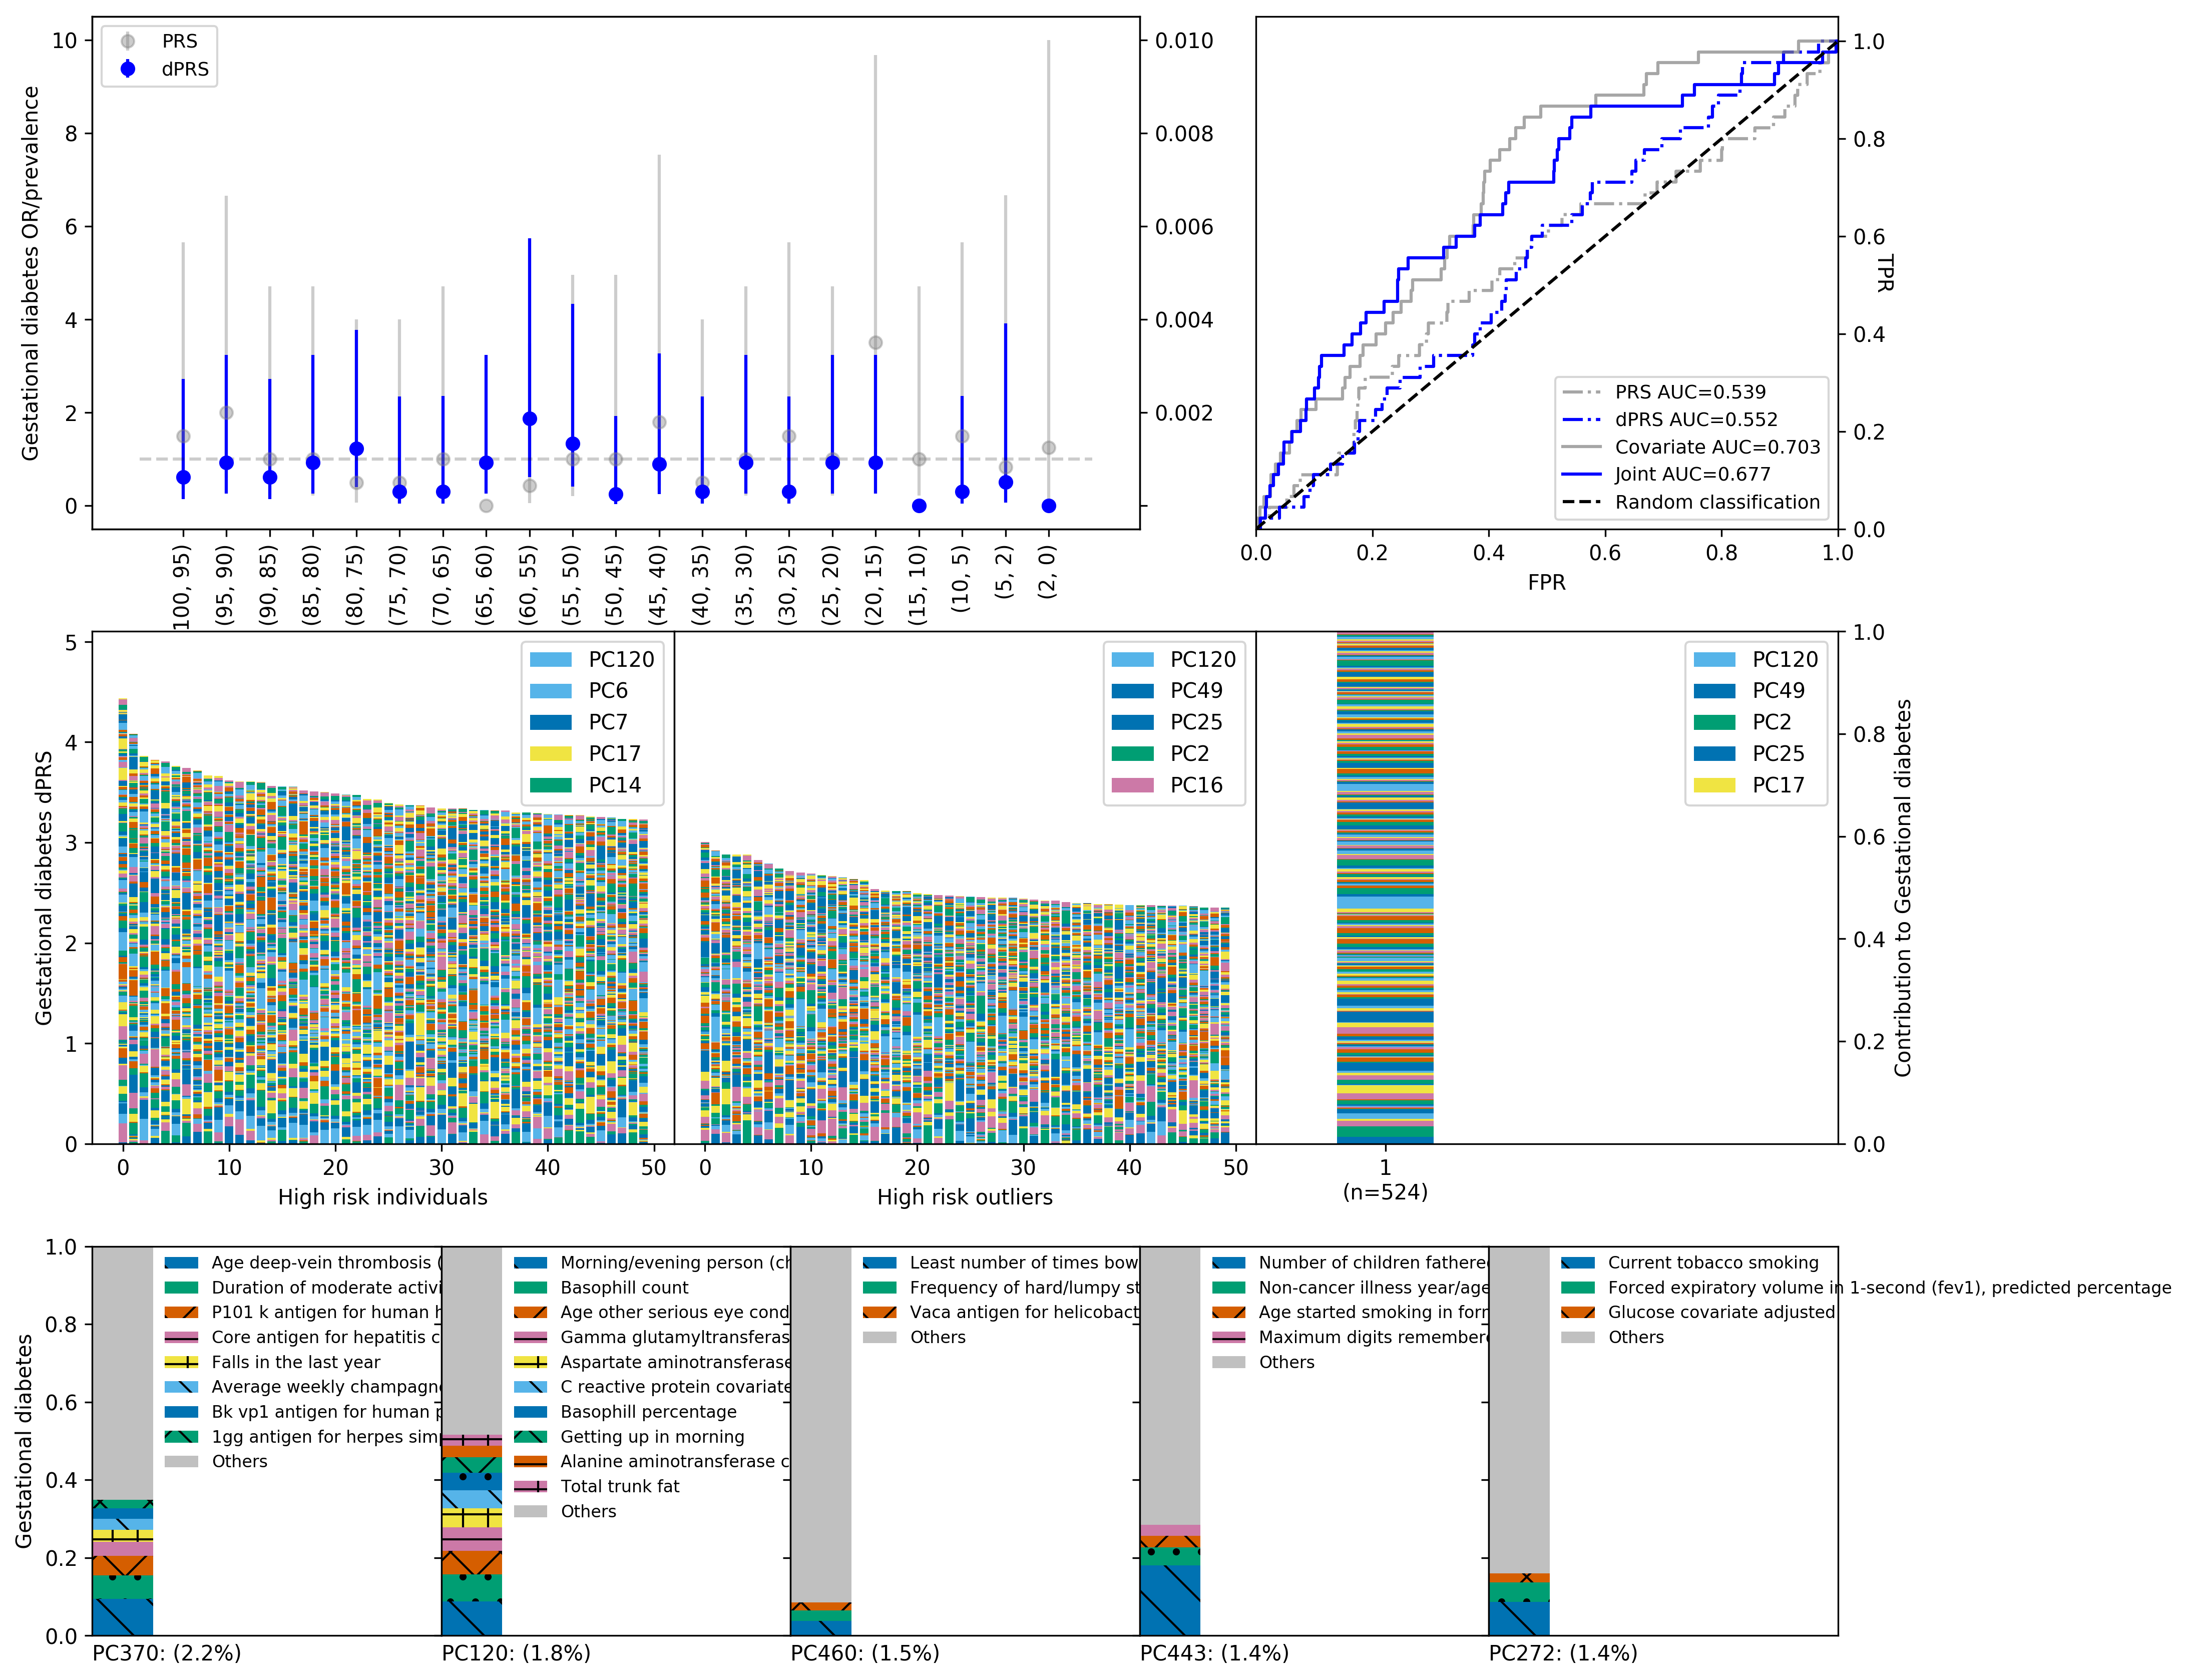 PRS
dPRS
Gestational diabetes OR/prevalence
10
8
6
4
2
0
0.010
0.008
0.006
0.004
0.002
100, 95)
(95, 90)
(90, 85)
(85, 80)
(80, 75)
(75, 70)
(70, 65)
(65, 60)
(60, 55)
(55, 50)
(50, 45)
(45, 40)
(40, 35)
(35, 30)
(30, 25)
(25, 20)
(20, 15)
(15, 10)
(10, 5)
(5, 2)
(2, 0)
PRS AUC=0.539
dPRS AUC=0.552
Covariate AUC=0.703
Joint AUC=0.677
Random classification
1.0
0.8
0.6
0.4
0.2
0.0
TPR
0.0 0.2 0.4 0.6 0.8 1.0
FPR
Gestational diabetes dPRS
5
4
3
2
1
0
PC120
PC6
PC7
PC17
PC14
0 10 20 30 40 50
High risk individuals
PC120
PC49
PC25
PC2
PC16
0 10 20 30 40 50
High risk outliers
PC120
PC49
PC2
PC25
PC17
1
(n=524)
1.0
0.8
0.6
0.4
0.2
0.0
Contribution to Gestational diabetes
Gestational diabetes
1.0
0.8
0.6
0.4
0.2
0.0
Age deep-vein thrombosis (
Duration of moderate activi
P101 k antigen for human h
Core antigen for hepatitis c
Falls in the last year
Average weekly champagn
Bk vp1 antigen for human p
1gg antigen for herpes sim
Others
PC370: (2.2%)
Morning/evening person (ch
Basophill count
Age other serious eye cond
Gamma glutamyltransferas
Aspartate aminotransferase
C reactive protein covariate
Basophill percentage
Getting up in morning
Alanine aminotransferase c
Total trunk fat
Others
PC120: (1.8%)
Least number of times bow
Frequency of hard/lumpy st
Vaca antigen for helicobact
Others
PC460: (1.5%)
Number of children fathere
Non-cancer illness year/age
Age started smoking in forr
Maximum digits remembere
Others
PC443: (1.4%)
Current tobacco smoking
Forced expiratory volume in 1-second (fev1), predicted percentage
Glucose covariate adjusted
Others
PC272: (1.4%)